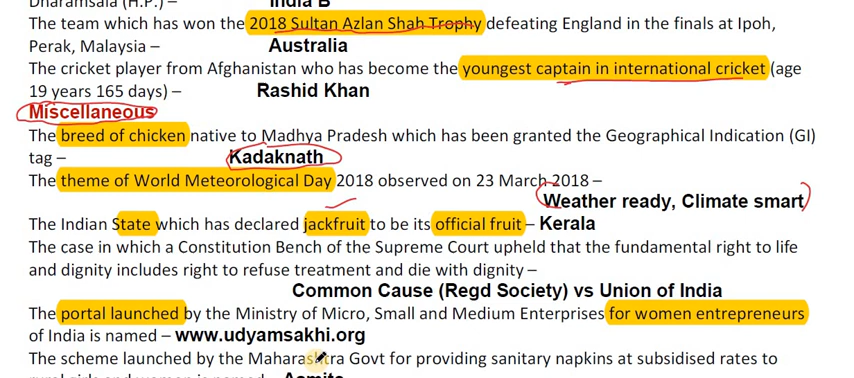 Dharamsala (H.P.) – India B
The team which has won the 2018 Sultan Azlan Shah Trophy defeating England in the finals at Ipoh,
Perak, Malaysia – Australia
The cricket player from Afghanistan who has become the youngest captain in international cricket (age
19 years 165 days) – Rashid Khan
Miscellaneous
The breed of chicken native to Madhya Pradesh which has been granted the Geographical Indication (GI)
tag – Kadaknath
The theme of World Meteorological Day 2018 observed on 23 March 2018 –
Weather ready, Climate smart
The Indian State which has declared jackfruit to be its official fruit – Kerala
The case in which a Constitution Bench of the Supreme Court upheld that the fundamental right to life
and dignity includes right to refuse treatment and die with dignity –
Common Cause (Regd Society) vs Union of India
The portal launched by the Ministry of Micro, Small and Medium Enterprises for women entrepreneurs
of India is named – www.udyamsakhi.org
The scheme launched by the Maharashtra Govt for providing sanitary napkins at subsidised rates to
rural girls and women is named – Asmita